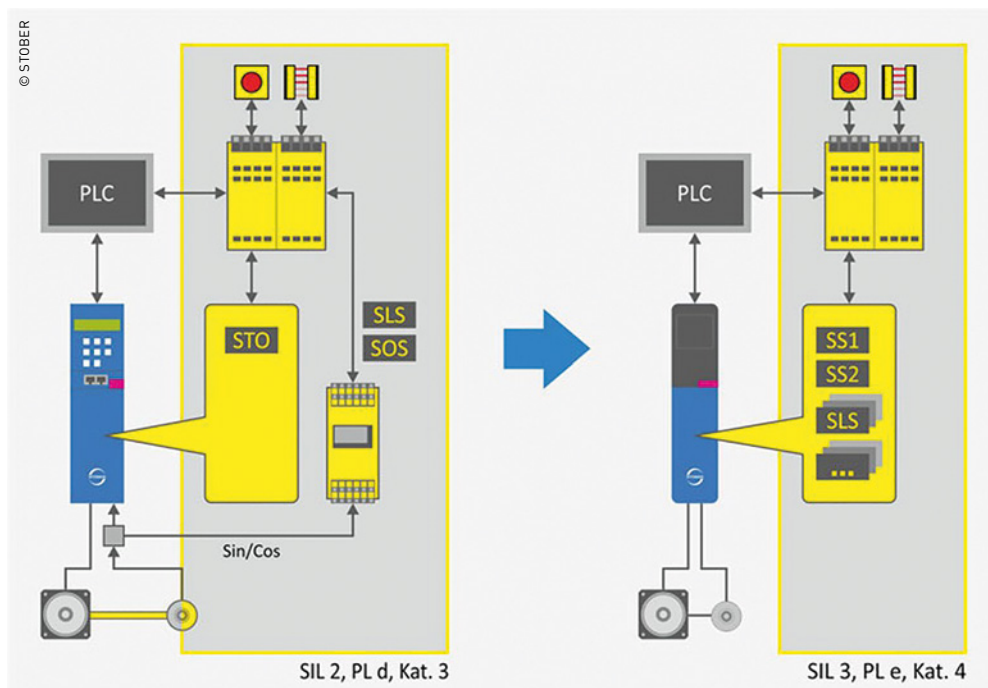 © STOBER
PLC
STO
SLS
SOS
Sin/Cos
SIL 2, PL d, Kat. 3
PLC
SS1
SS2
SLS
...
SIL 3, PL e, Kat. 4